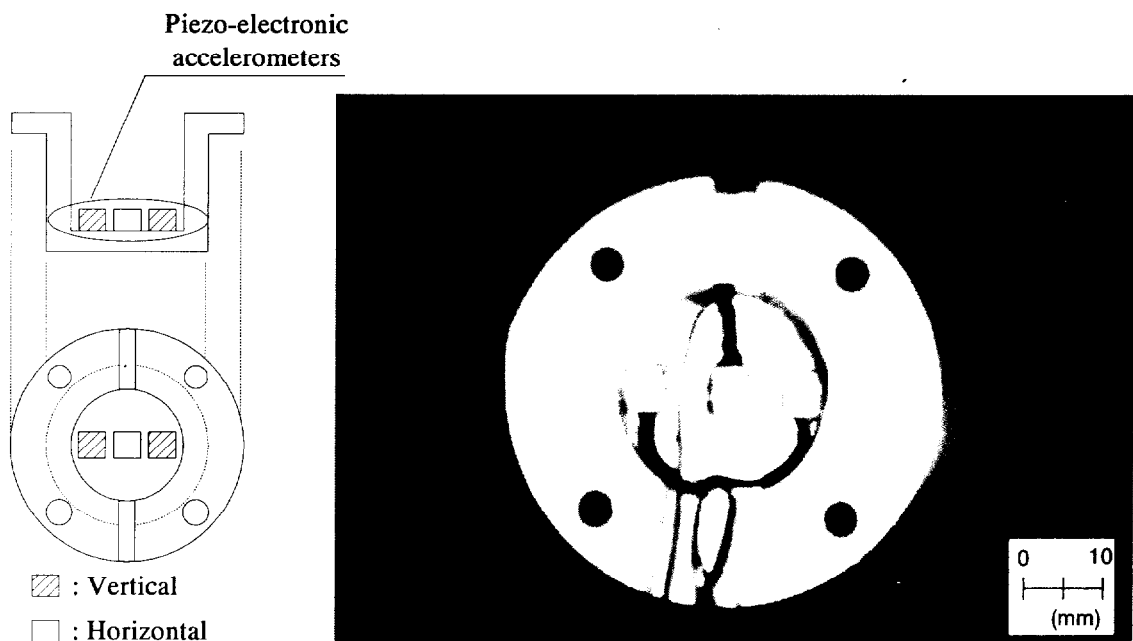 Piezo-electronic
accelerometers
: Vertical
: Horizontal
0 10
(mm)